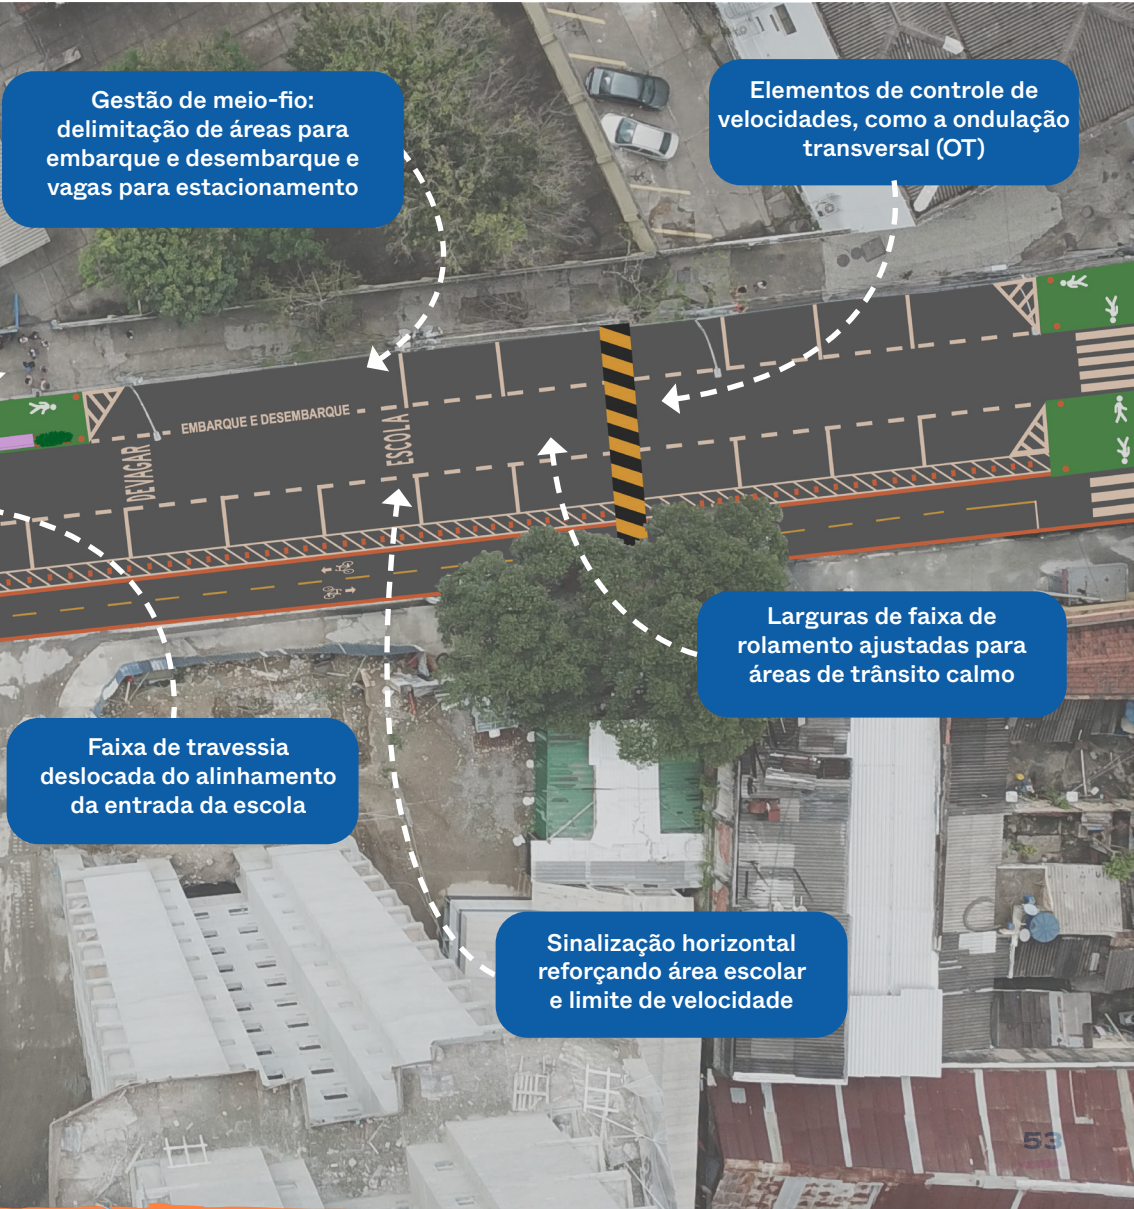 Gestão de meio-fio:
delimitação de áreas para
embarque e desembarque e
vagas para estacionamento
Elementos de controle de
velocidades, como a ondulação
transversal (OT)
EMBARQUE E DESEMBARQUE
DEVAGAR
ESCOLA
Larguras de faixa de
rolamento ajustadas para
áreas de trânsito calmo
Faixa de travessia
deslocada do alinhamento
da entrada da escola
Sinalização horizontal
reforçando área escolar
e limite de velocidade
53